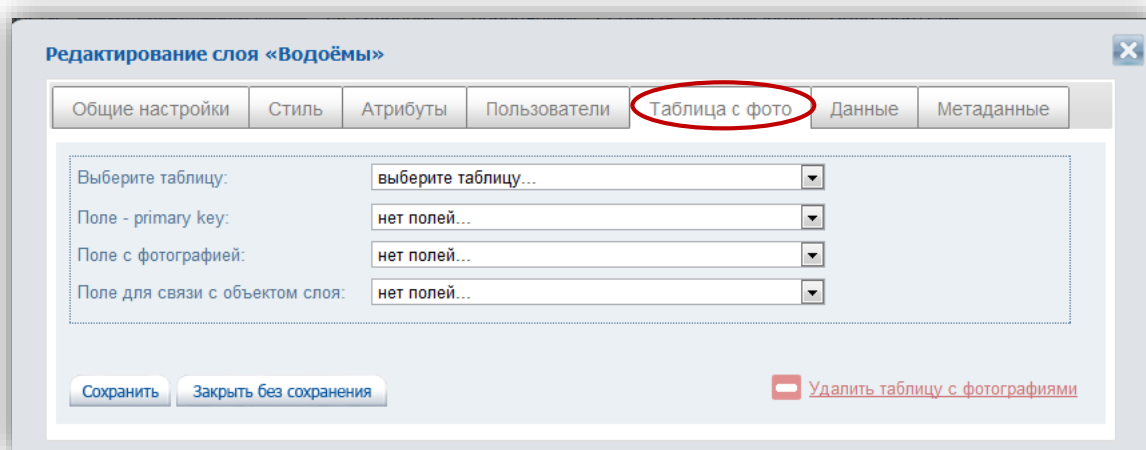 Редактирование слоя «Водоёмы»
Общие настройки Стиль Атрибуты Пользователи Таблица с фото Данные Метаданные
Выберите таблицу: выберите таблицу...
Поле - primary key: нет полей...
Поле с фотографией: нет полей...
Поле для связи с объектом слоя: нет полей...
Сохранить Закрыть без сохранения Удалить таблицу с фотографиями